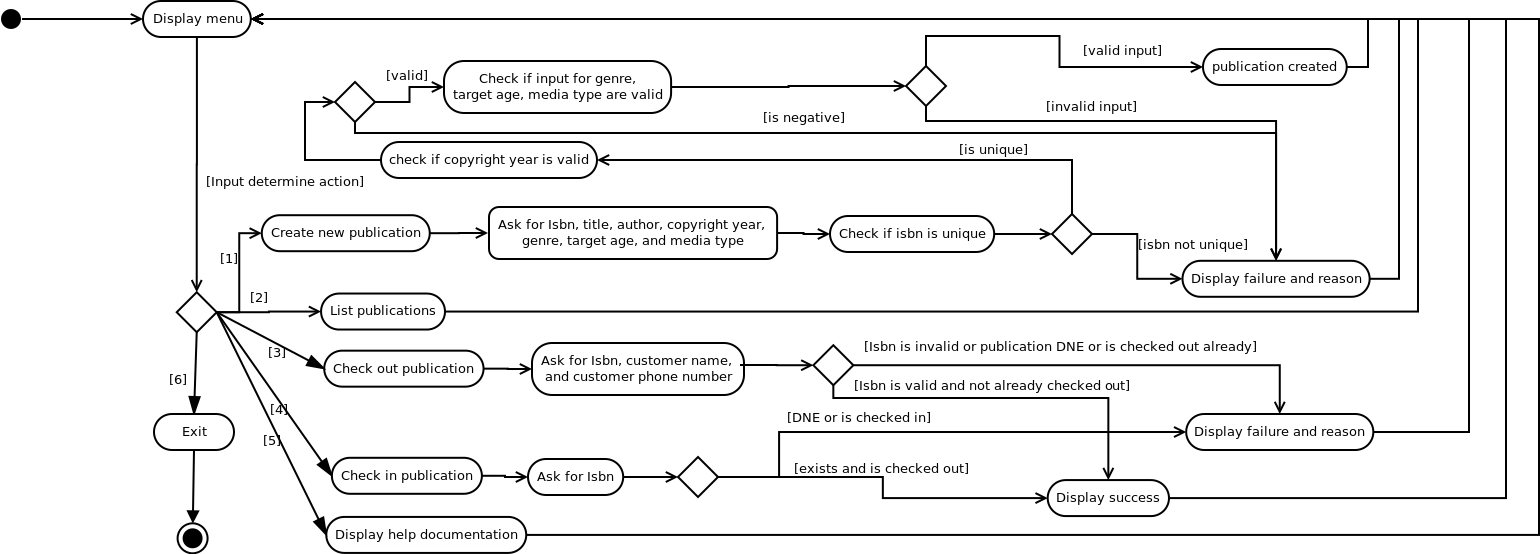 Display menu
[valid input]
publication created
[valid]
Check if input for genre,
target age, media type are valid
[invalid input]
[is negative]
check if copyright year is valid
[is unique]
[Input determine action]
Create new publication
Ask for Isbn, title, author, copyright year,
genre, target age, and media type
Check if isbn is unique
[isbn not unique]
[1]
Display failure and reason
[2]
List publications
[3]
Check out publication
Ask for Isbn, customer name,
and customer phone number
[Isbn is invalid or publication DNE or is checked out already]
[Isbn is valid and not already checked out]
[6]
[4]
[DNE or is checked in]
Exit
Display failure and reason
[5]
Check in publication
Ask for Isbn
[exists and is checked out]
Display success
Display help documentation